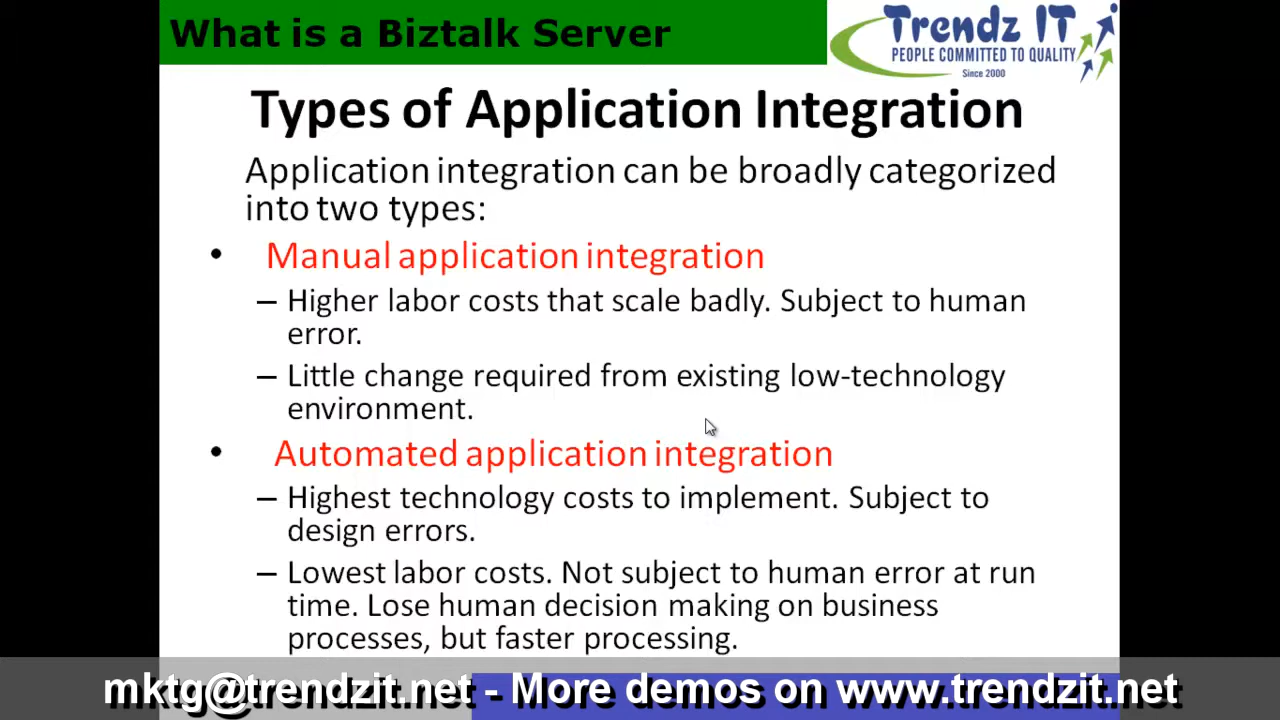 What is a Biztalk Server
Trendz IT
PEOPLE COMMITTED TO QUALITY
Since 2000
Types of Application Integration
Application integration can be broadly categorized
into two types:
• Manual application integration
– Higher labor costs that scale badly. Subject to human
error.
– Little change required from existing low-technology
environment.
• Automated application integration
– Highest technology costs to implement. Subject to
design errors.
– Lowest labor costs. Not subject to human error at run
time. Lose human decision making on business
processes, but faster processing.
mktg@trendzit.net - More demos on www.trendzit.net